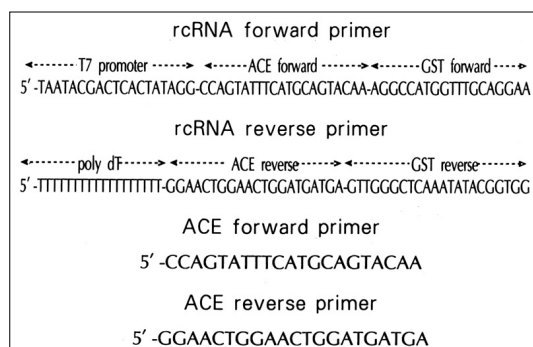 rcRNA forward primer
T7 promoter ACE forward GST forward
5′ -TAATACGACTCACTATAGG-CCAGTATTTCATGCAGTACAA-AGGCCATGGTTTGCAGGAA
rcRNA reverse primer
poly dT ACE reverse GST reverse
5′ -TTTTTTTTTTTTTTTTTT-GGAACTGGAACTGGATGATGA-GTTGGGCTCAAATATACGGTGG
ACE forward primer
5′ -CCAGTATTTCATGCAGTACAA
ACE reverse primer
5′ -GGAACTGGAACTGGATGATGA